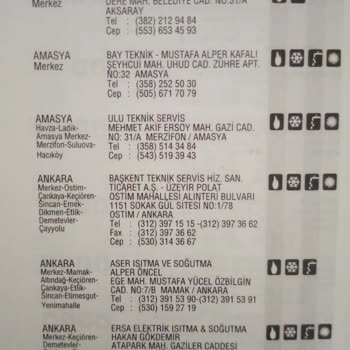 DERE MAH. BELEDİYE CAD. NO:31/A
Merkez AKSARAY
Tel : (382) 212 94 84
Cep : (553) 653 45 93
AMASYA BAY TEKNİK - MUSTAFA ALPER KAFALI
Merkez ŞEYHCUİ MAH. UHUD CAD. ZÜHRE APT.
NO:32 AMASYA
Tel : (358) 252 50 30
Cep : (505) 671 70 79
AMASYA ULU TEKNİK SERVİS
Havza-Ladik- MEHMET AKİF ERSOY MAH. GAZİ CAD.
Amasya Merkez- NO: 31/A MERZİFON / AMASYA
Merzifon-Suluova- Tel : (358) 514 34 84
Hacıköy Cep : (543) 519 39 43
ANKARA BAŞKENT TEKNİK SERVİS HİZ. SAN.
Merkez-Ostim- TİCARET A.Ş. - ÜZEYİR POLAT
Çankaya-Keçiören- OSTİM MAHALLESİ ALINTERİ BULVARI
Sincan-Emek- 1151 SOKAK GÜL SİTESİ NO:1/78
Dikmen-Etlik- OSTİM / ANKARA
Demetevler- Tel : (312) 397 15 15 -(312) 397 36 62
Çayyolu Fax : (312) 397 36 62
Cep : (530) 314 36 67
ANKARA ASER ISITMA VE SOĞUTMA
Merkez-Mamak- ALPER ÖNCEL
Altındağ-Keçiören- EGE MAH. MUSTAFA YÜCEL ÖZBİLGİN
Çankaya-Etlik- CAD. NO:7/B MAMAK / ANKARA
Sincan-Etimesgut- Tel : (312) 391 53 90-(312) 391 53 91
Yenimahalle Cep : (530) 159 27 19
ANKARA ERSA ELEKTRİK ISITMA & SOĞUTMA
Merkez-Keçiören- HAKAN GÖKDEMİR
Demetevler- ATAPARK MAH. GAZİLER CADDESİ